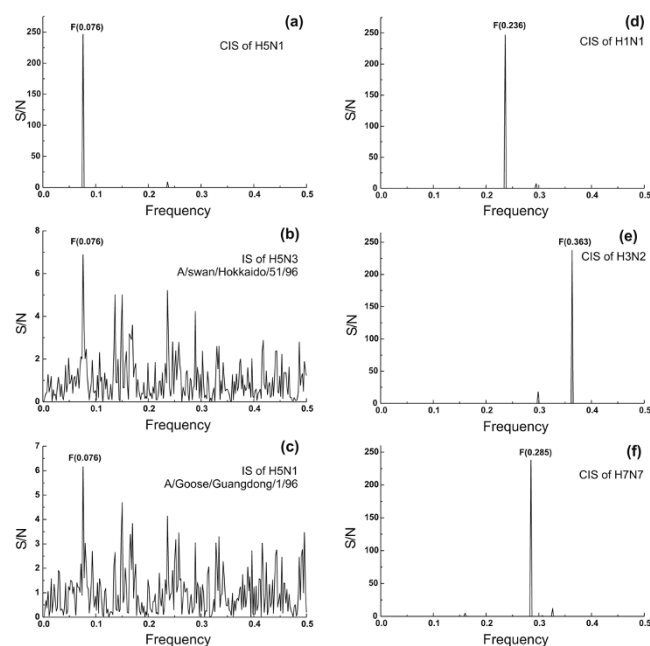 (a)
F(0.076)
CIS of H5N1
250
200
150
100
50
0
S/N
0.0 0.1 0.2 0.3 0.4 0.5
Frequency
(b)
F(0.076)
IS of H5N3
A/swan/Hokkaido/51/96
8
6
4
2
0
S/N
0.0 0.1 0.2 0.3 0.4 0.5
Frequency
(c)
F(0.076)
IS of H5N1
A/Goose/Guangdong/1/96
7
6
5
4
3
2
1
0
S/N
0.0 0.1 0.2 0.3 0.4 0.5
Frequency
(d)
F(0.236)
CIS of H1N1
250
200
150
100
50
0
S/N
0.0 0.1 0.2 0.3 0.4 0.5
Frequency
(e)
F(0.363)
CIS of H3N2
250
200
150
100
50
0
S/N
0.0 0.1 0.2 0.3 0.4 0.5
Frequency
(f)
F(0.285)
CIS of H7N7
250
200
150
100
50
0
S/N
0.0 0.1 0.2 0.3 0.4 0.5
Frequency